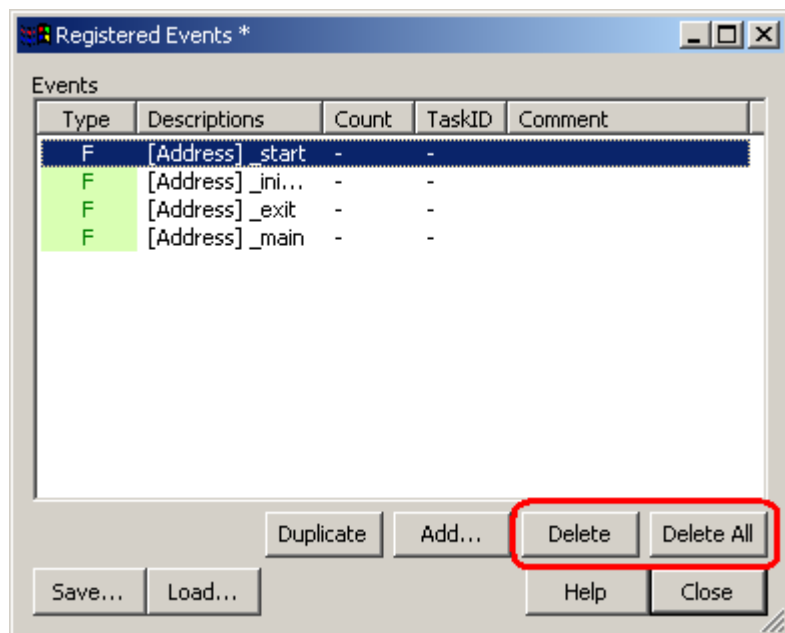 Registered Events *
Events
Type Descriptions Count TaskID Comment
F [Address] _start - -
F [Address] _ini... - -
F [Address] _exit - -
F [Address] _main - -
Duplicate Add... Delete Delete All
Save... Load... Help Close